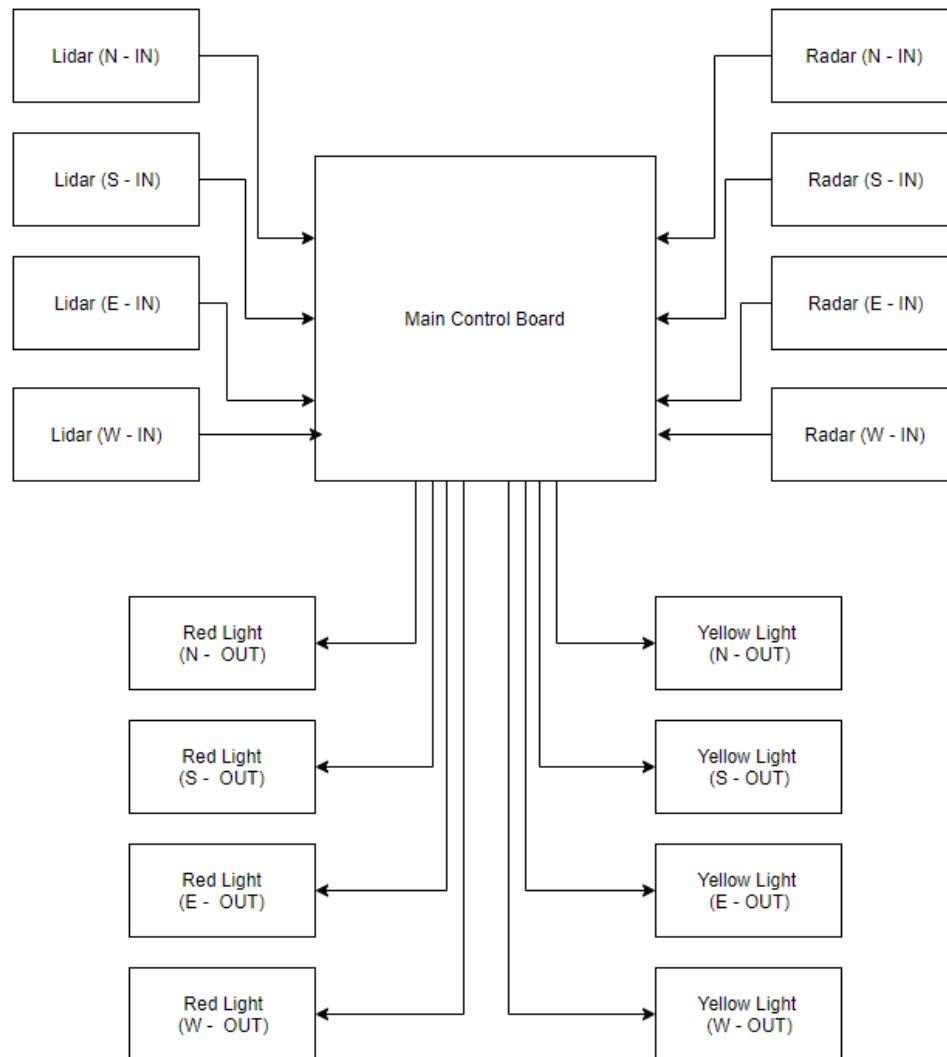 Lidar (N - IN)
Radar (N - IN)
Lidar (S - IN)
Radar (S - IN)
Lidar (E - IN)
Radar (E - IN)
Main Control Board
Lidar (W - IN)
Radar (W - IN)
Red Light
(N -  OUT)
Yellow Light
(N - OUT)
Red Light
(S -  OUT)
Yellow Light
(S - OUT)
Red Light
(E -  OUT)
Yellow Light
(E - OUT)
Red Light
(W -  OUT)
Yellow Light
(W - OUT)